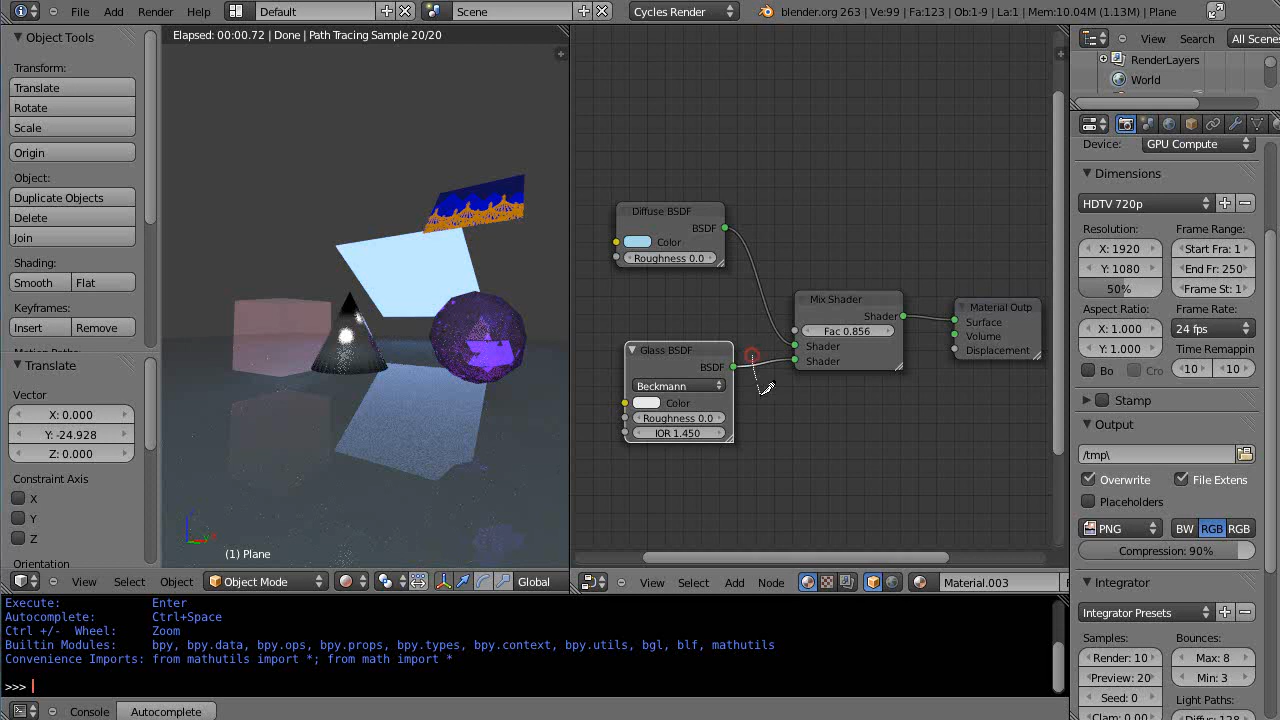 File Add Render Help Default Scene Cycles Render blender.org 263 | Ve:99 | Fa:123 | Ob:1-9 | La:1 | Mem:10.04M (1.13M) | Plane
Object Tools
Transform:
Translate
Rotate
Scale
Origin
Object:
Duplicate Objects
Delete
Join
Shading:
Smooth Flat
Keyframes:
Insert Remove
Translate
Vector
X: 0.000
Y: -24.928
Z: 0.000
Constraint Axis
X
Y
Z
Orientation
Elapsed: 00:00.72 | Done | Path Tracing Sample 20/20
(1) Plane
View Select Object Object Mode Global
Diffuse BSDF
BSDF
Color
Roughness 0.0
Glass BSDF
BSDF
Beckmann
Color
Roughness 0.0
IOR 1.450
Mix Shader
Shader
Fac 0.856
Shader
Shader
Material Outp
Surface
Volume
Displacement
View Select Add Node Material.003 F
View Search All Scenes
RenderLayers
World
Device: GPU Compute
Dimensions
HDTV 720p
Resolution: Frame Range:
X: 1920 Start Fra: 1
Y: 1080 End Fr: 250
50% Frame St: 1
Aspect Ratio: Frame Rate:
X: 1.000 24 fps
Y: 1.000 Time Remappin
Bo Cro 10 10
Stamp
Output
/tmp\
Overwrite File Extens
Placeholders
PNG BW RGB RGB
Compression: 90%
Integrator
Integrator Presets
Samples: Bounces:
Render: 10 Max: 8
Preview: 20 Min: 3
Seed: 0 Light Paths:
Clam: 0.00 Diffus: 128
Execute: Enter
Autocomplete: Ctrl+Space
Ctrl +/- Wheel: Zoom
Builtin Modules: bpy, bpy.data, bpy.ops, bpy.props, bpy.types, bpy.context, bpy.utils, bgl, blf, mathutils
Convenience Imports: from mathutils import *; from math import *
>>>
Console Autocomplete